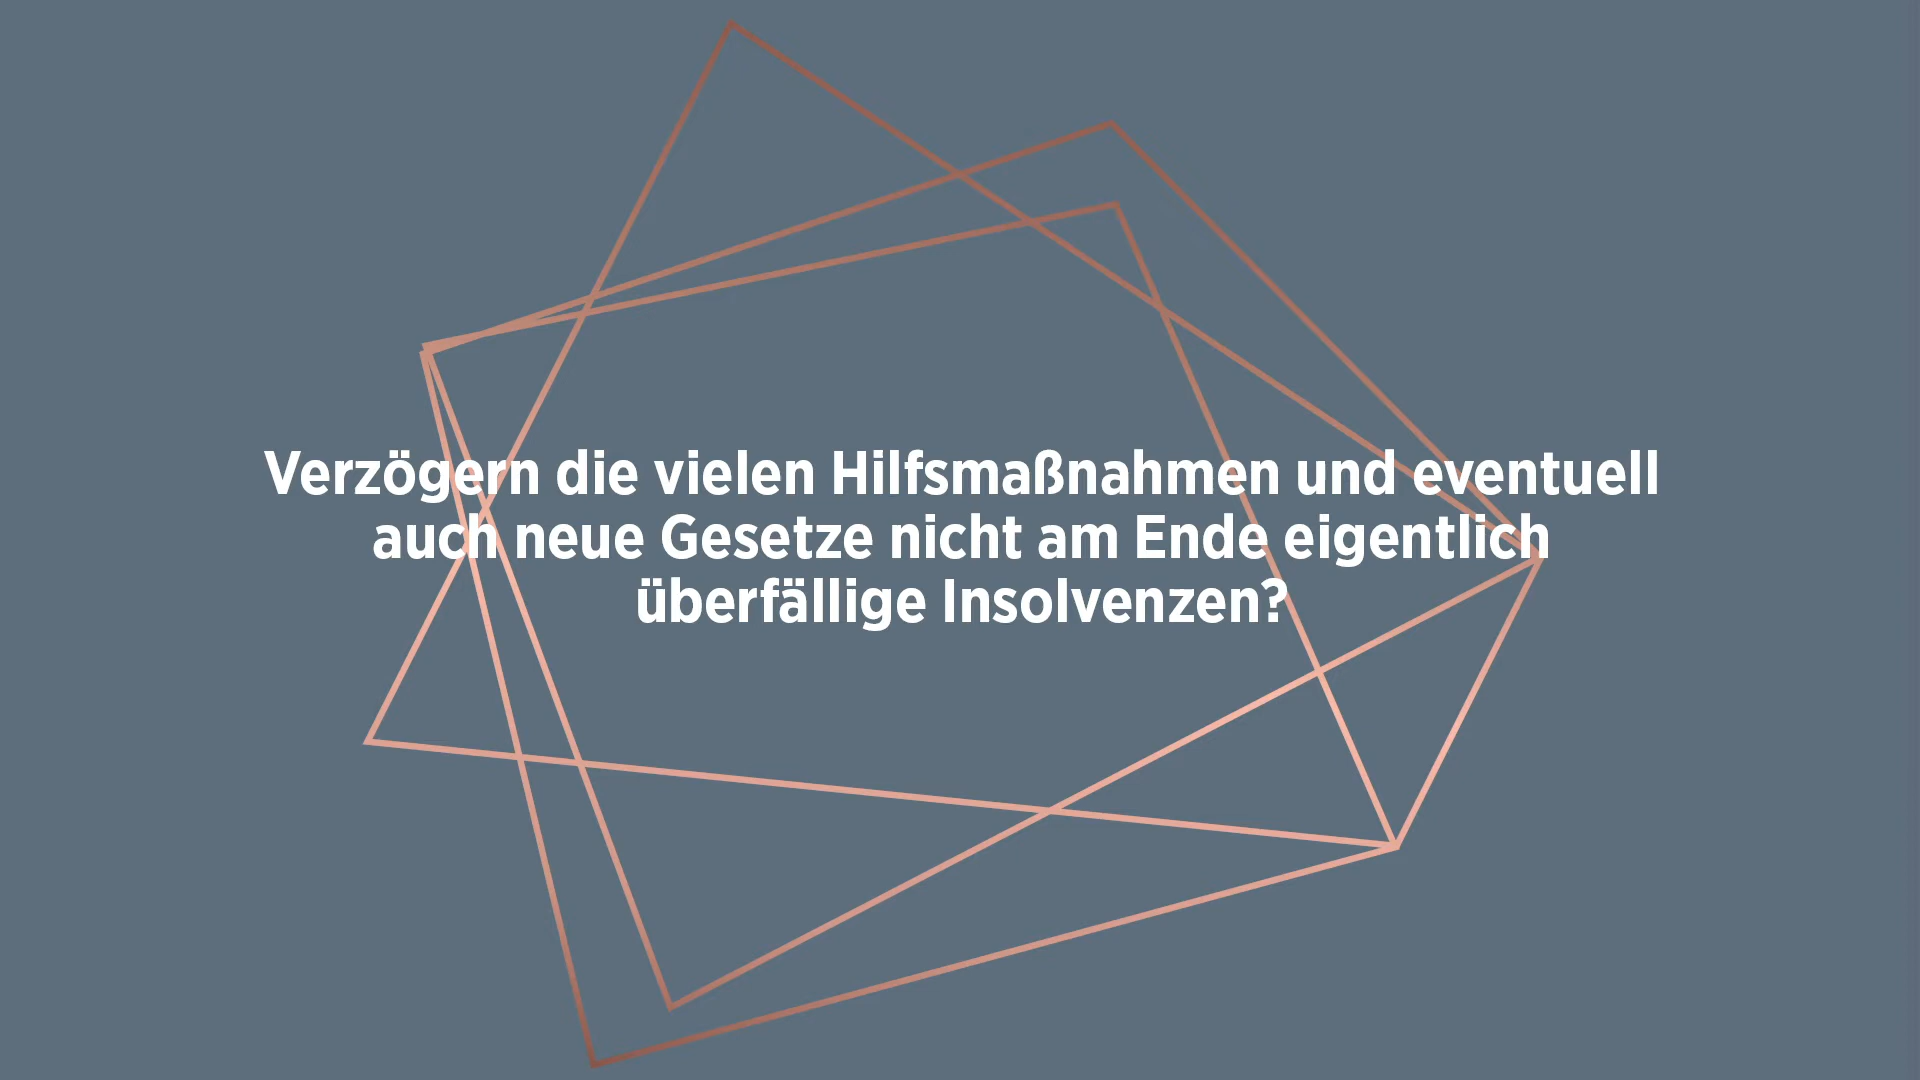 Verzögern die vielen Hilfsmaßnahmen und eventuell
auch neue Gesetze nicht am Ende eigentlich
überfällige Insolvenzen?